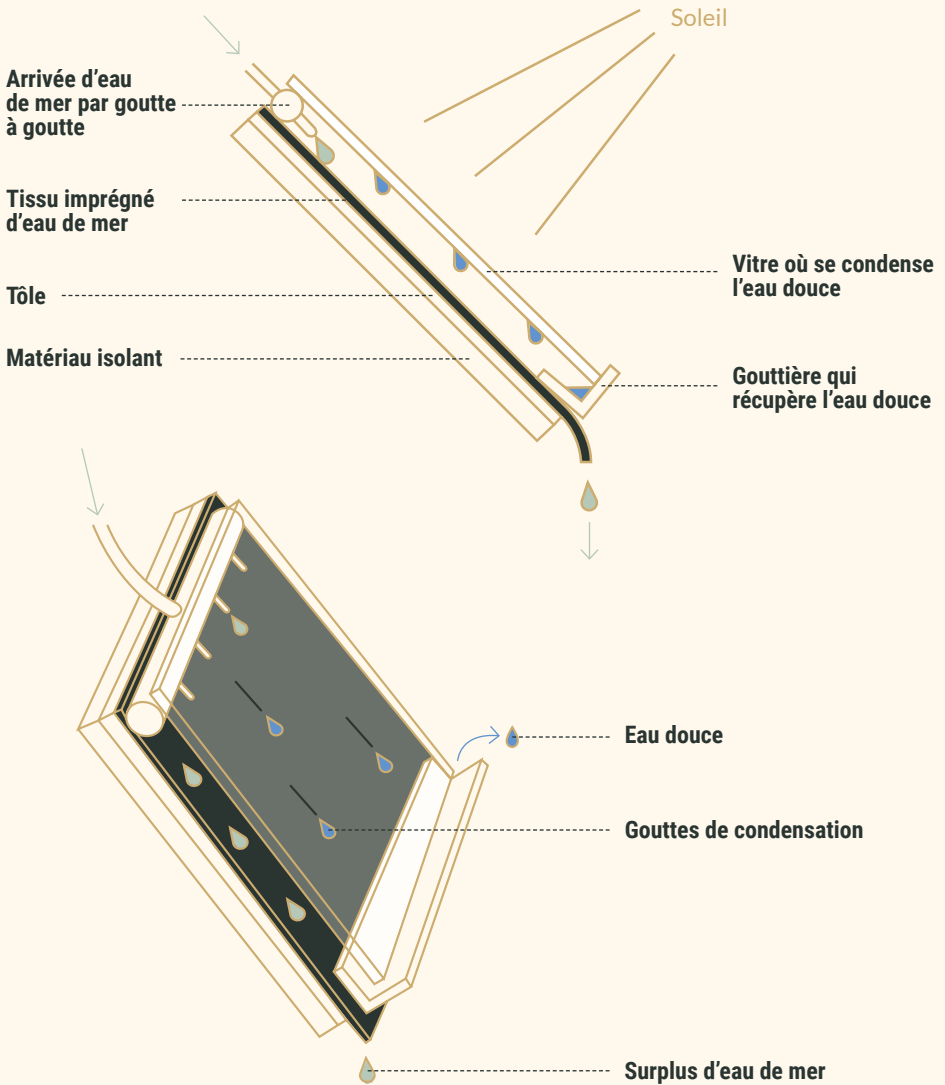 Soleil
Arrivée d’eau
de mer par goutte
à goutte
Tissu imprégné
d’eau de mer
Tôle
Matériau isolant
Vitre où se condense
l’eau douce
Gouttière qui
récupère l’eau douce
Eau douce
Gouttes de condensation
Surplus d’eau de mer